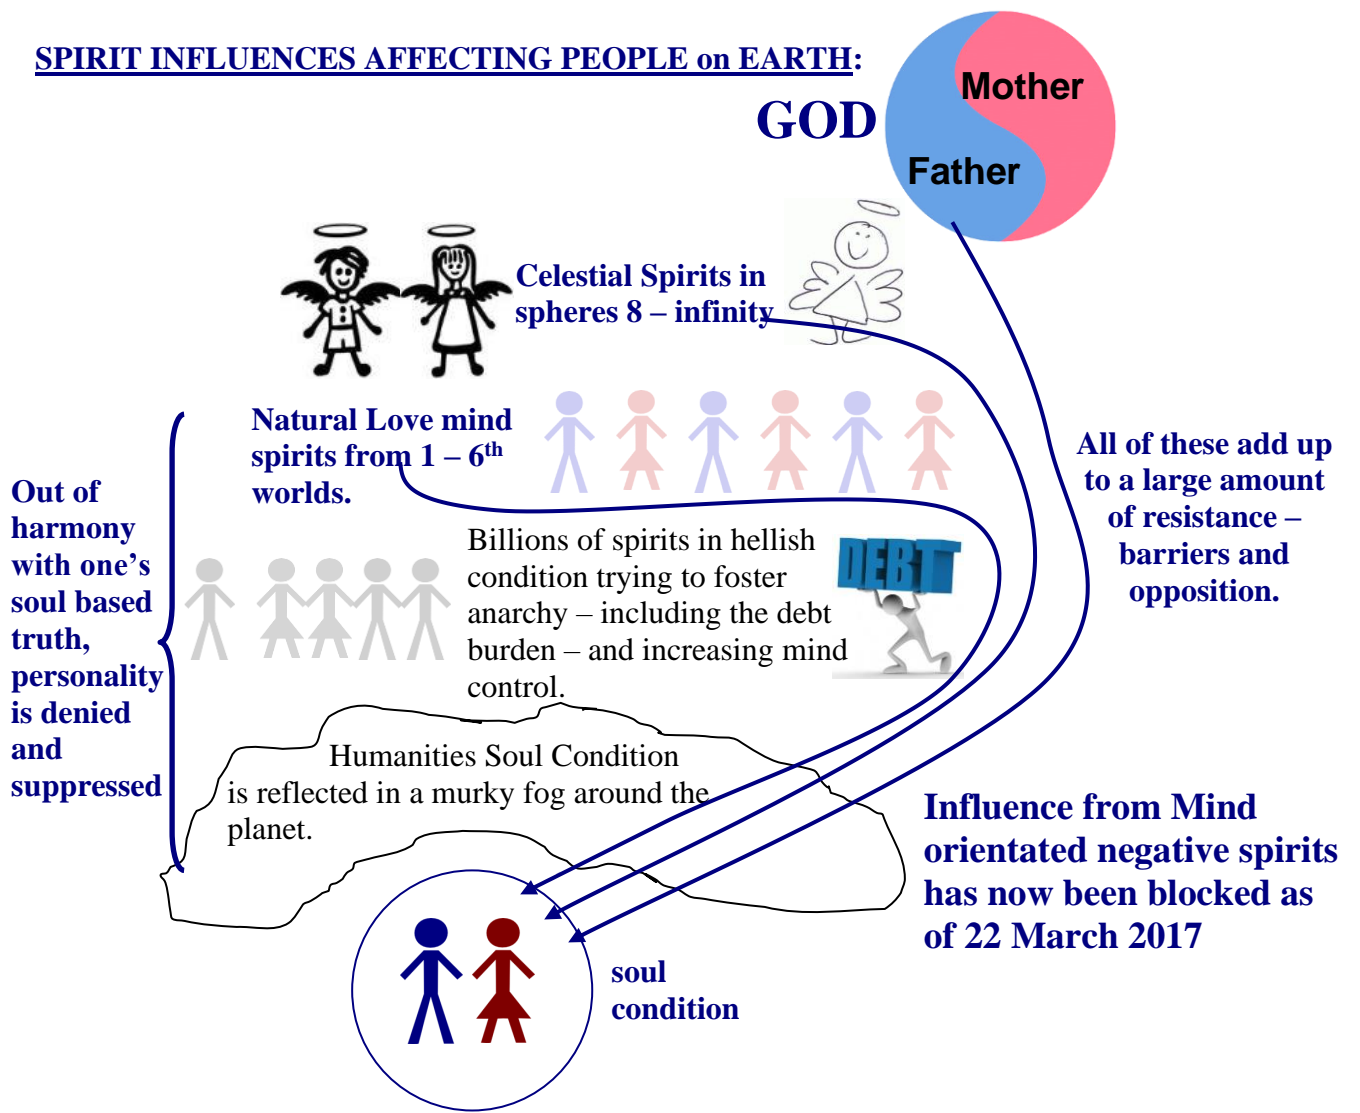 SPIRIT INFLUENCES AFFECTING PEOPLE on EARTH:
GOD
Mother
Father
Celestial Spirits in
spheres 8 – infinity
Natural Love mind
spirits from 1 – 6th
worlds.
All of these add up
to a large amount
of resistance –
barriers and
opposition.
Out of
harmony
with one’s
soul based
truth,
personality
is denied
and
suppressed
Billions of spirits in hellish
condition trying to foster
anarchy – including the debt
burden – and increasing mind
control.
DEBT
Humanities Soul Condition
is reflected in a murky fog around the
planet.
Influence from Mind
orientated negative spirits
has now been blocked as
of 22 March 2017
soul
condition